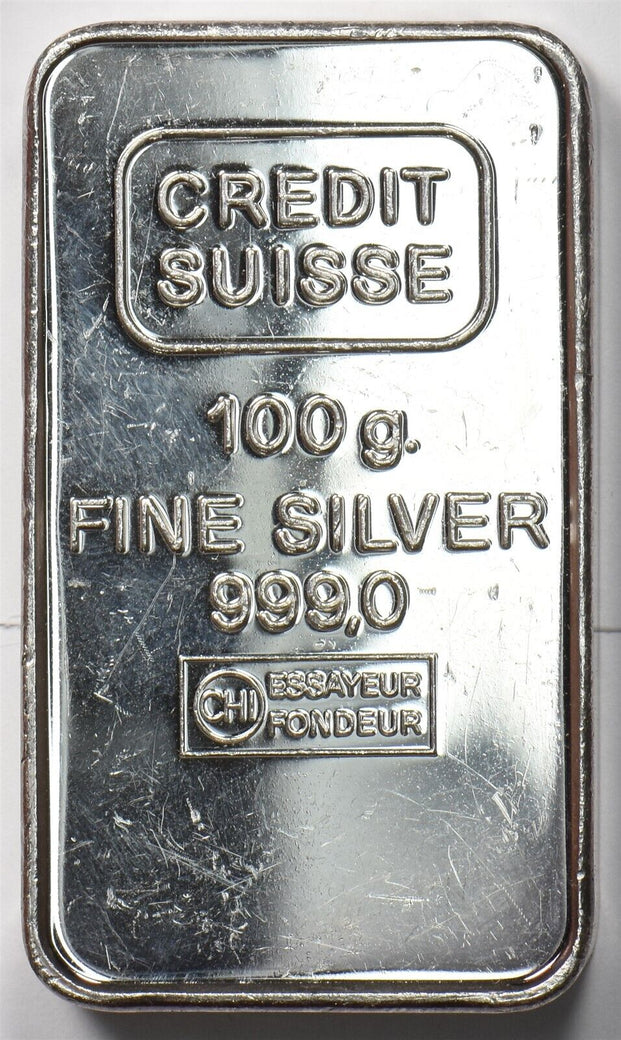 CREDIT
SUISSE
100 g.
FINE SILVER
999,0
CHI ESSAYEUR
FONDEUR